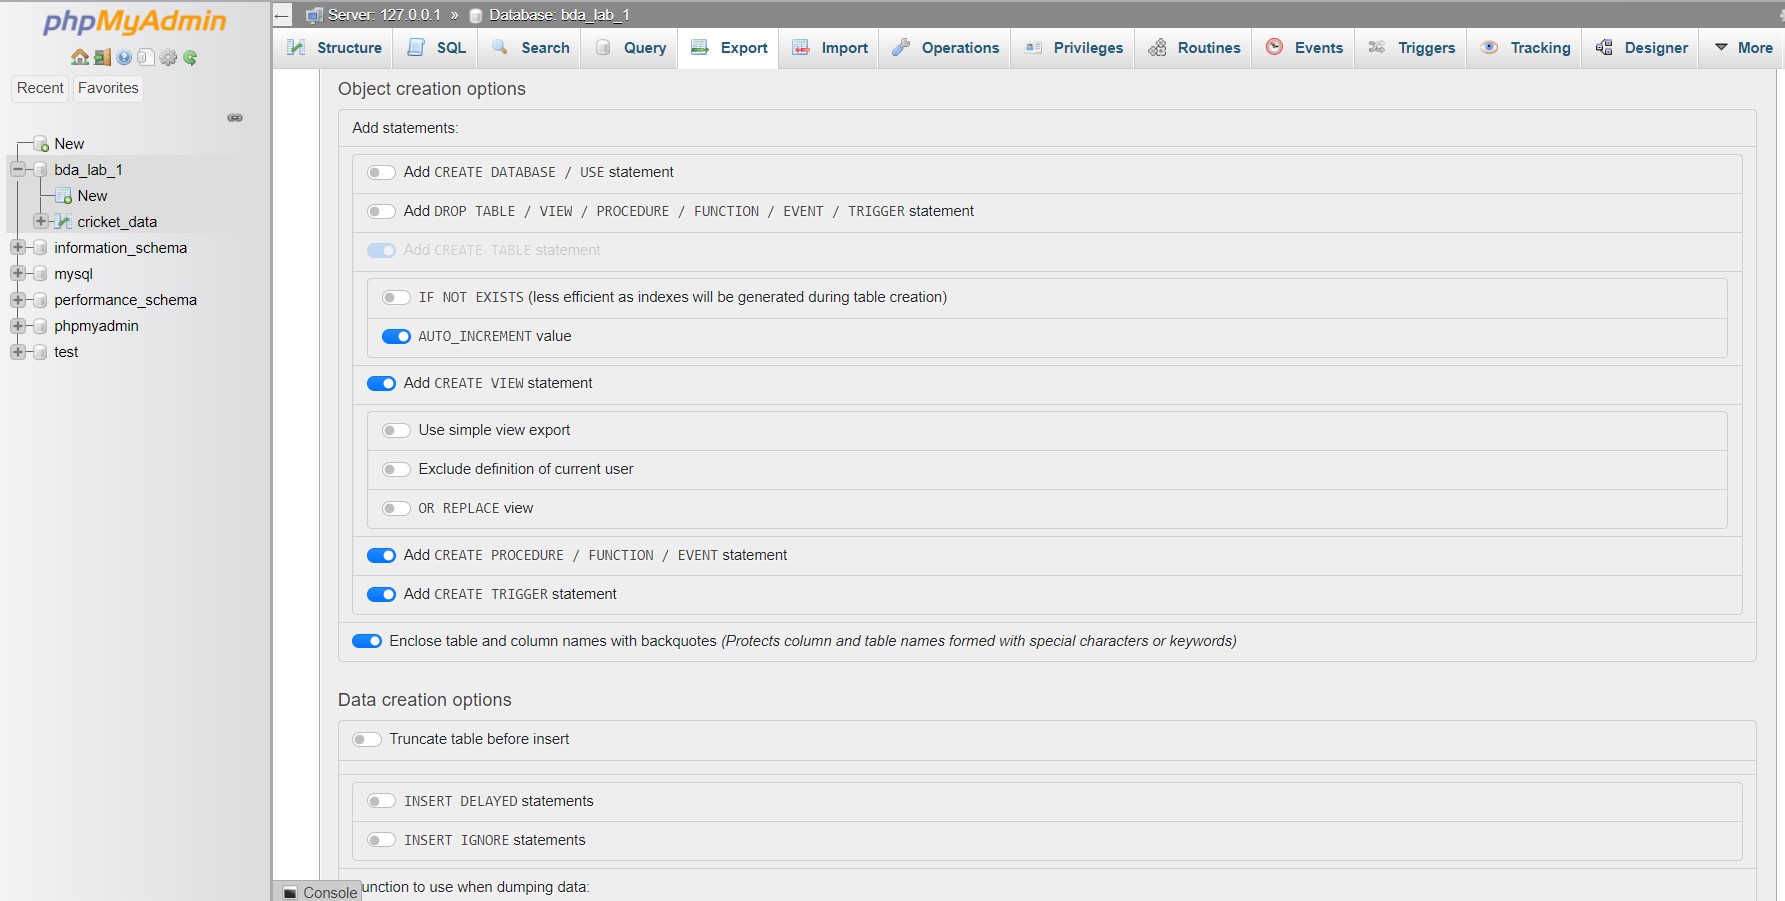 phpMyAdmin
Recent Favorites
New
bda_lab_1
New
cricket_data
information_schema
mysql
performance_schema
phpmyadmin
test
Server: 127.0.0.1 » Database: bda_lab_1
Structure SQL Search Query Export Import Operations Privileges Routines Events Triggers Tracking Designer More
Object creation options
Add statements:
Add CREATE DATABASE / USE statement
Add DROP TABLE / VIEW / PROCEDURE / FUNCTION / EVENT / TRIGGER statement
Add CREATE TABLE statement
IF NOT EXISTS (less efficient as indexes will be generated during table creation)
AUTO_INCREMENT value
Add CREATE VIEW statement
Use simple view export
Exclude definition of current user
OR REPLACE view
Add CREATE PROCEDURE / FUNCTION / EVENT statement
Add CREATE TRIGGER statement
Enclose table and column names with backquotes (Protects column and table names formed with special characters or keywords)
Data creation options
Truncate table before insert
INSERT DELAYED statements
INSERT IGNORE statements
unction to use when dumping data:
Console